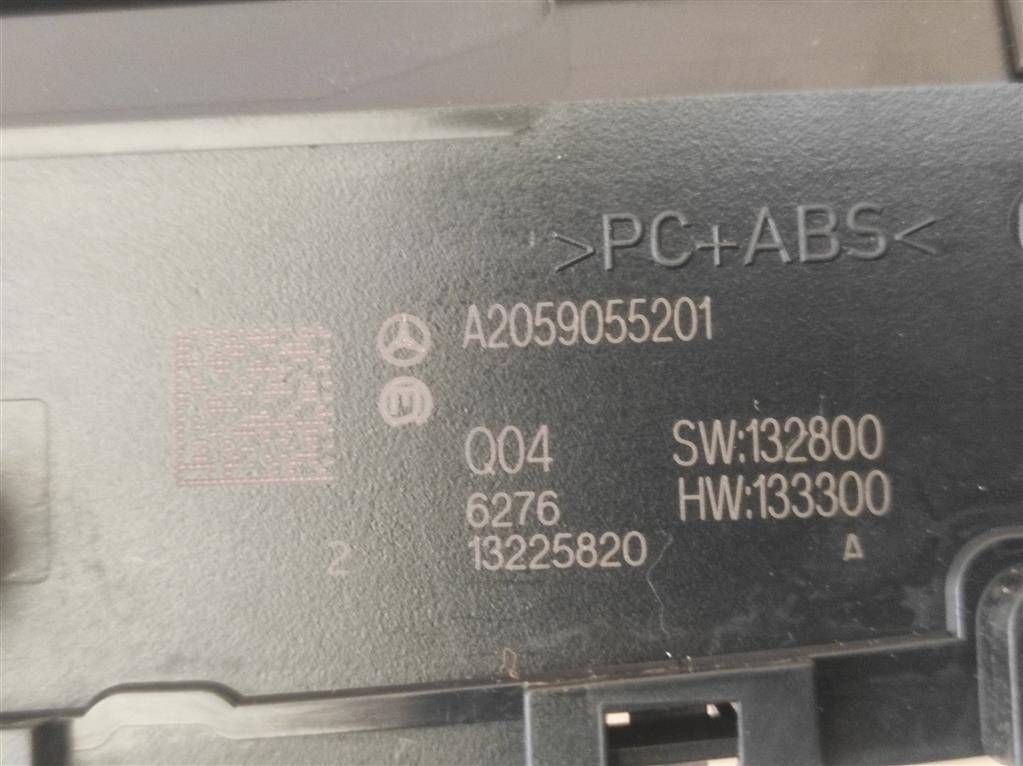 >PC+ABS<
A2059055201
M
Q04 SW:132800
6276 HW:133300
2 13225820 A